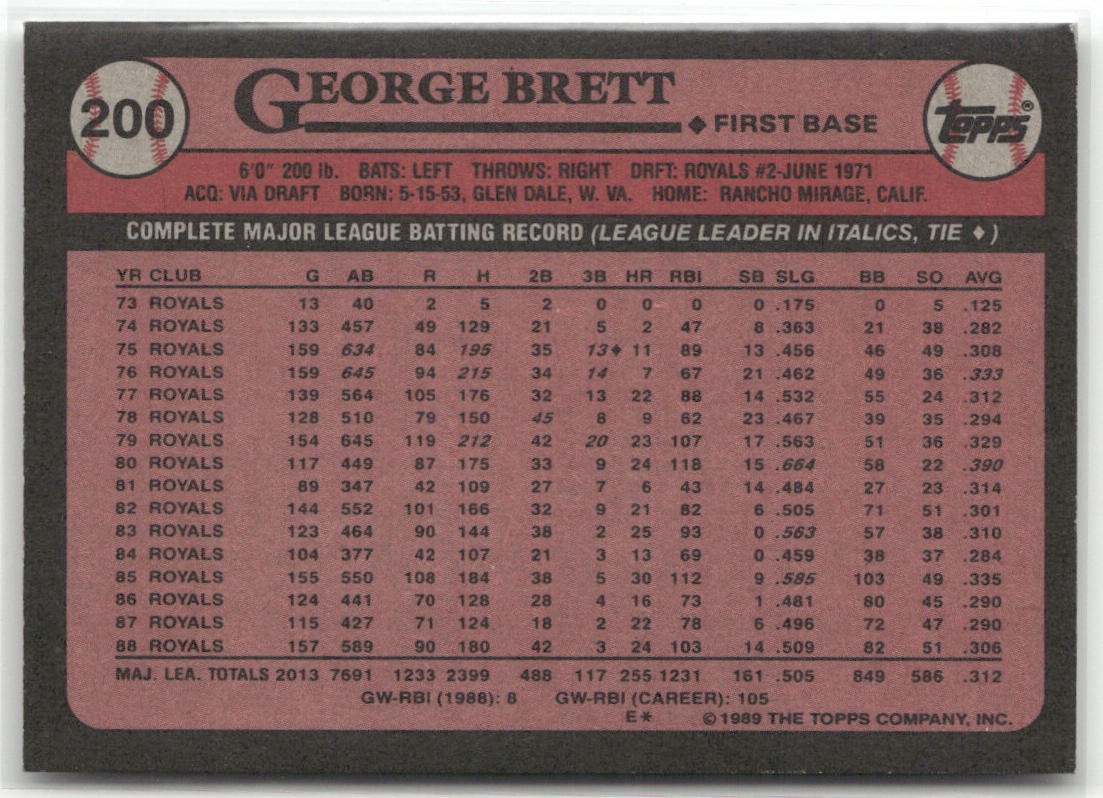 200
GEORGE BRETT
◆ FIRST BASE
TOPPS®
6'0" 200 lb. BATS: LEFT THROWS: RIGHT DRFT: ROYALS #2-JUNE 1971
ACQ: VIA DRAFT BORN: 5-15-53, GLEN DALE, W. VA. HOME: RANCHO MIRAGE, CALIF.
COMPLETE MAJOR LEAGUE BATTING RECORD (LEAGUE LEADER IN ITALICS, TIE ♦)
YR CLUB G AB R H 2B 3B HR RBI SB SLG BB SO AVG
73 ROYALS 13 40 2 5 2 0 0 0 0 .175 0 5 .125
74 ROYALS 133 457 49 129 21 5 2 47 8 .363 21 38 .282
75 ROYALS 159 634 84 195 35 13♦ 11 89 13 .456 46 49 .308
76 ROYALS 159 645 94 215 34 14 7 67 21 .462 49 36 .333
77 ROYALS 139 564 105 176 32 13 22 88 14 .532 55 24 .312
78 ROYALS 128 510 79 150 45 8 9 62 23 .467 39 35 .294
79 ROYALS 154 645 119 212 42 20 23 107 17 .563 51 36 .329
80 ROYALS 117 449 87 175 33 9 24 118 15 .664 58 22 .390
81 ROYALS 89 347 42 109 27 7 6 43 14 .484 27 23 .314
82 ROYALS 144 552 101 166 32 9 21 82 6 .505 71 51 .301
83 ROYALS 123 464 90 144 38 2 25 93 0 .563 57 38 .310
84 ROYALS 104 377 42 107 21 3 13 69 0 .459 38 37 .284
85 ROYALS 155 550 108 184 38 5 30 112 9 .585 103 49 .335
86 ROYALS 124 441 70 128 28 4 16 73 1 .481 80 45 .290
87 ROYALS 115 427 71 124 18 2 22 78 6 .496 72 47 .290
88 ROYALS 157 589 90 180 42 3 24 103 14 .509 82 51 .306
MAJ. LEA. TOTALS 2013 7691 1233 2399 488 117 255 1231 161 .505 849 586 .312
GW-RBI (1988): 8 GW-RBI (CAREER): 105
E* ©1989 THE TOPPS COMPANY, INC.